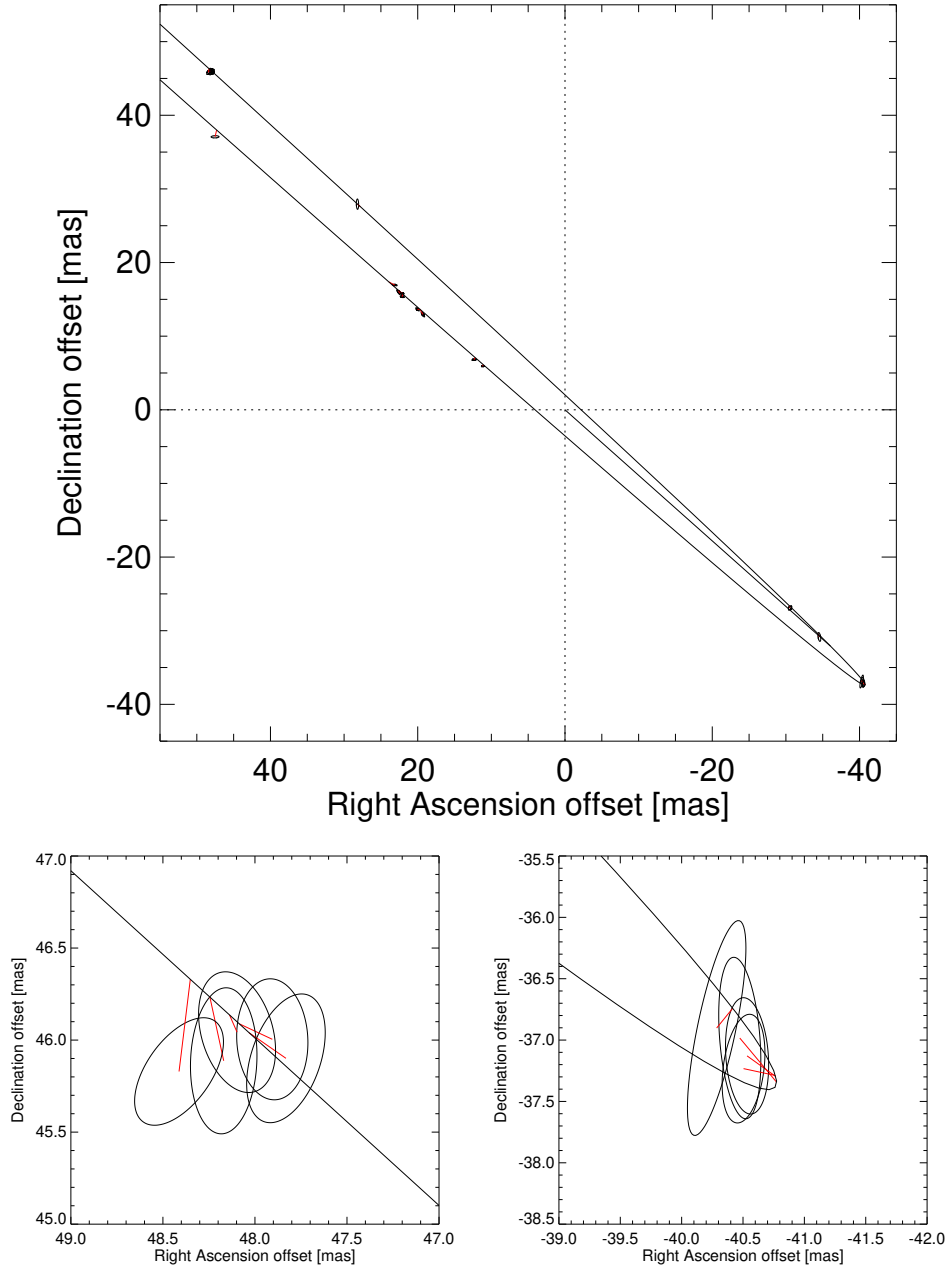 40
20
0
-20
-40
Declination offset [mas]
40 20 0 -20 -40
Right Ascension offset [mas]
47.0
46.5
46.0
45.5
45.0
Declination offset [mas]
49.0 48.5 48.0 47.5 47.0
Right Ascension offset [mas]
-35.5
-36.0
-36.5
-37.0
-37.5
-38.0
-38.5
Declination offset [mas]
-39.0 -39.5 -40.0 -40.5 -41.0 -41.5 -42.0
Right Ascension offset [mas]